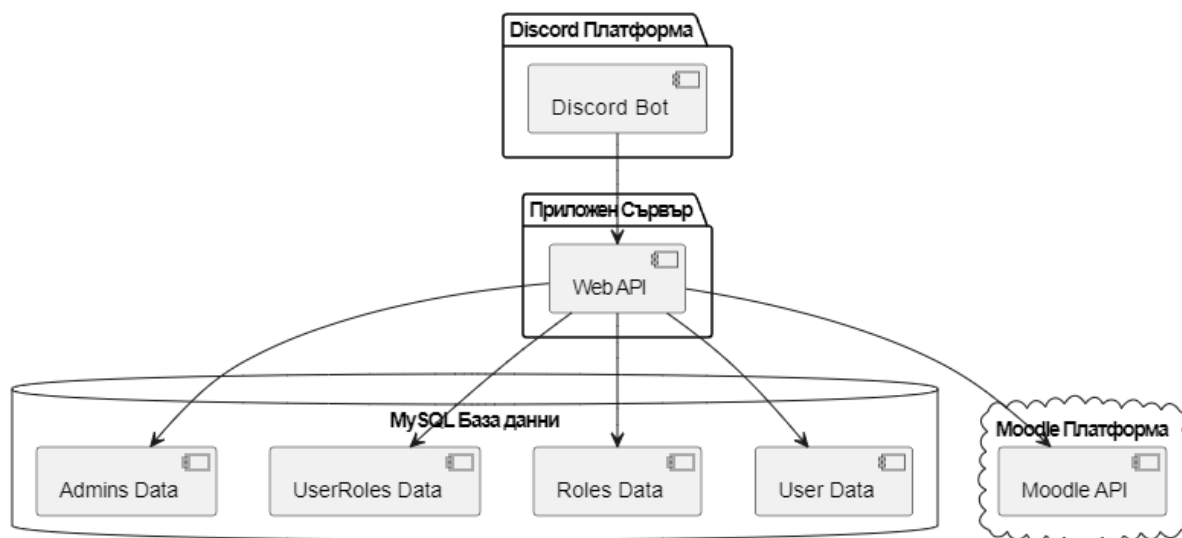 Discord Платформа
Discord Bot
Приложен Сървър
Web API
MySQL База данни
Moodle Платформа
Admins Data
UserRoles Data
Roles Data
User Data
Moodle API